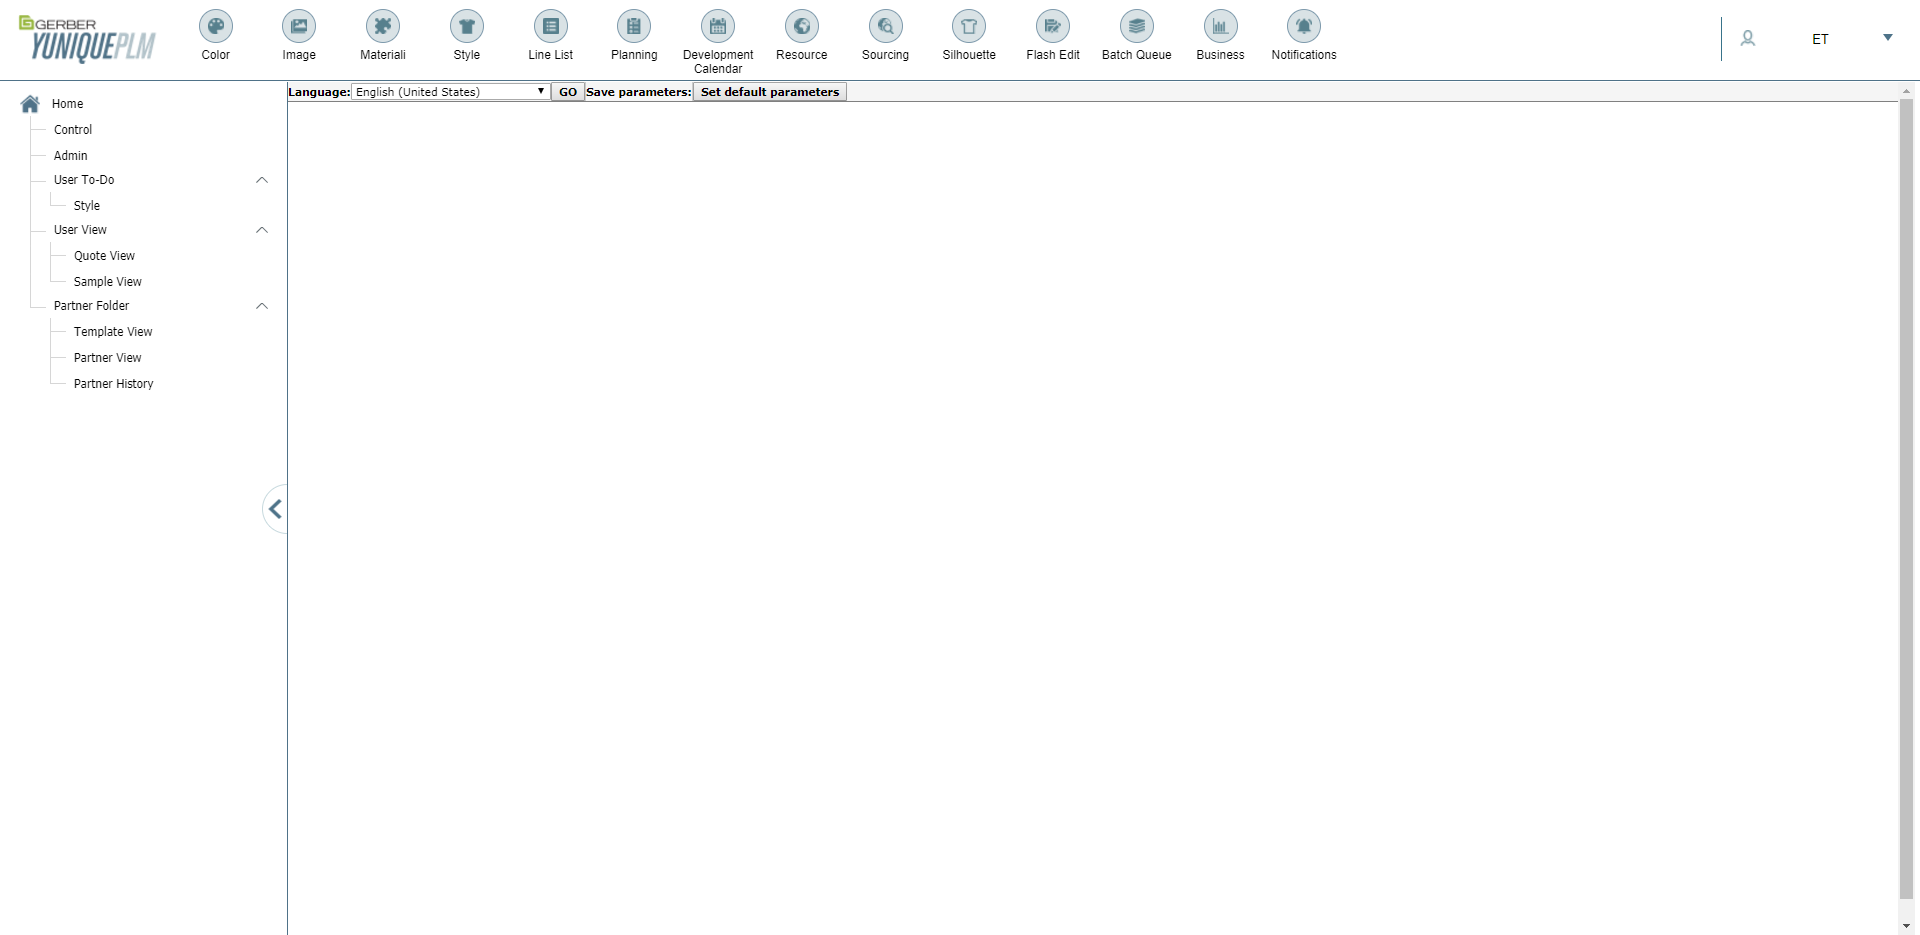 GERBER
YUNIQUEPLM
Color
Image
Materiali
Style
Line List
Planning
Development
Calendar
Resource
Sourcing
Silhouette
Flash Edit
Batch Queue
Business
Notifications
ET
Language: English (United States) GO Save parameters: Set default parameters
Home
Control
Admin
User To-Do
Style
User View
Quote View
Sample View
Partner Folder
Template View
Partner View
Partner History